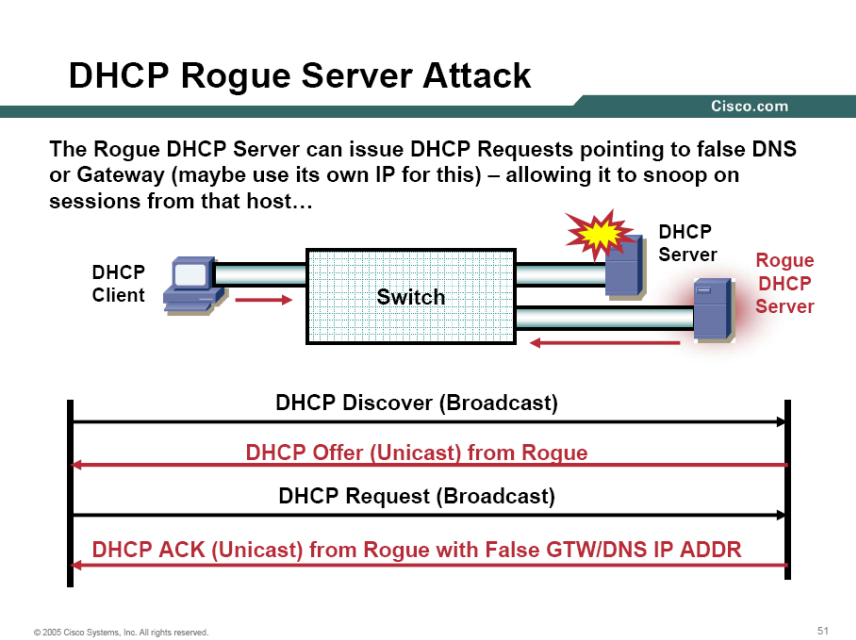 DHCP Rogue Server Attack
Cisco.com
The Rogue DHCP Server can issue DHCP Requests pointing to false DNS
or Gateway (maybe use its own IP for this) – allowing it to snoop on
sessions from that host…
DHCP
Client
Switch
DHCP
Server
Rogue
DHCP
Server
DHCP Discover (Broadcast)
DHCP Offer (Unicast) from Rogue
DHCP Request (Broadcast)
DHCP ACK (Unicast) from Rogue with False GTW/DNS IP ADDR
© 2005 Cisco Systems, Inc. All rights reserved.
51